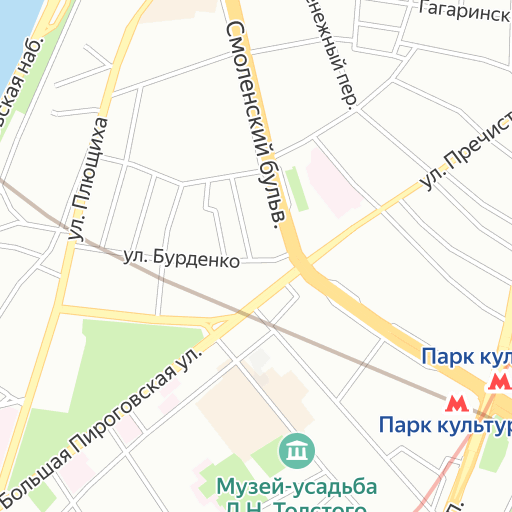 Гагаринск
нежный пер.
Смоленский бульв.
ская наб.
ул. Плющиха
ул. Пречист
ул. Бурденко
Парк кул
Парк культур
Большая Пироговская ул.
Музей-усадьба
Л.Н. Толстого